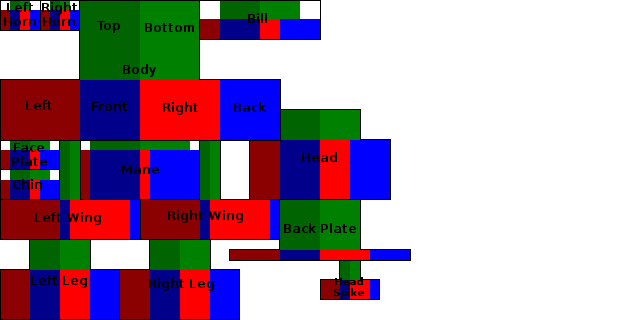 Left Right
Horn Horn
Top Bottom
Bill
Body
Left Front Right Back
Face
Plate
Chin
Mane
Head
Left Wing Right Wing
Back Plate
Left Leg Right Leg
Head
Spike